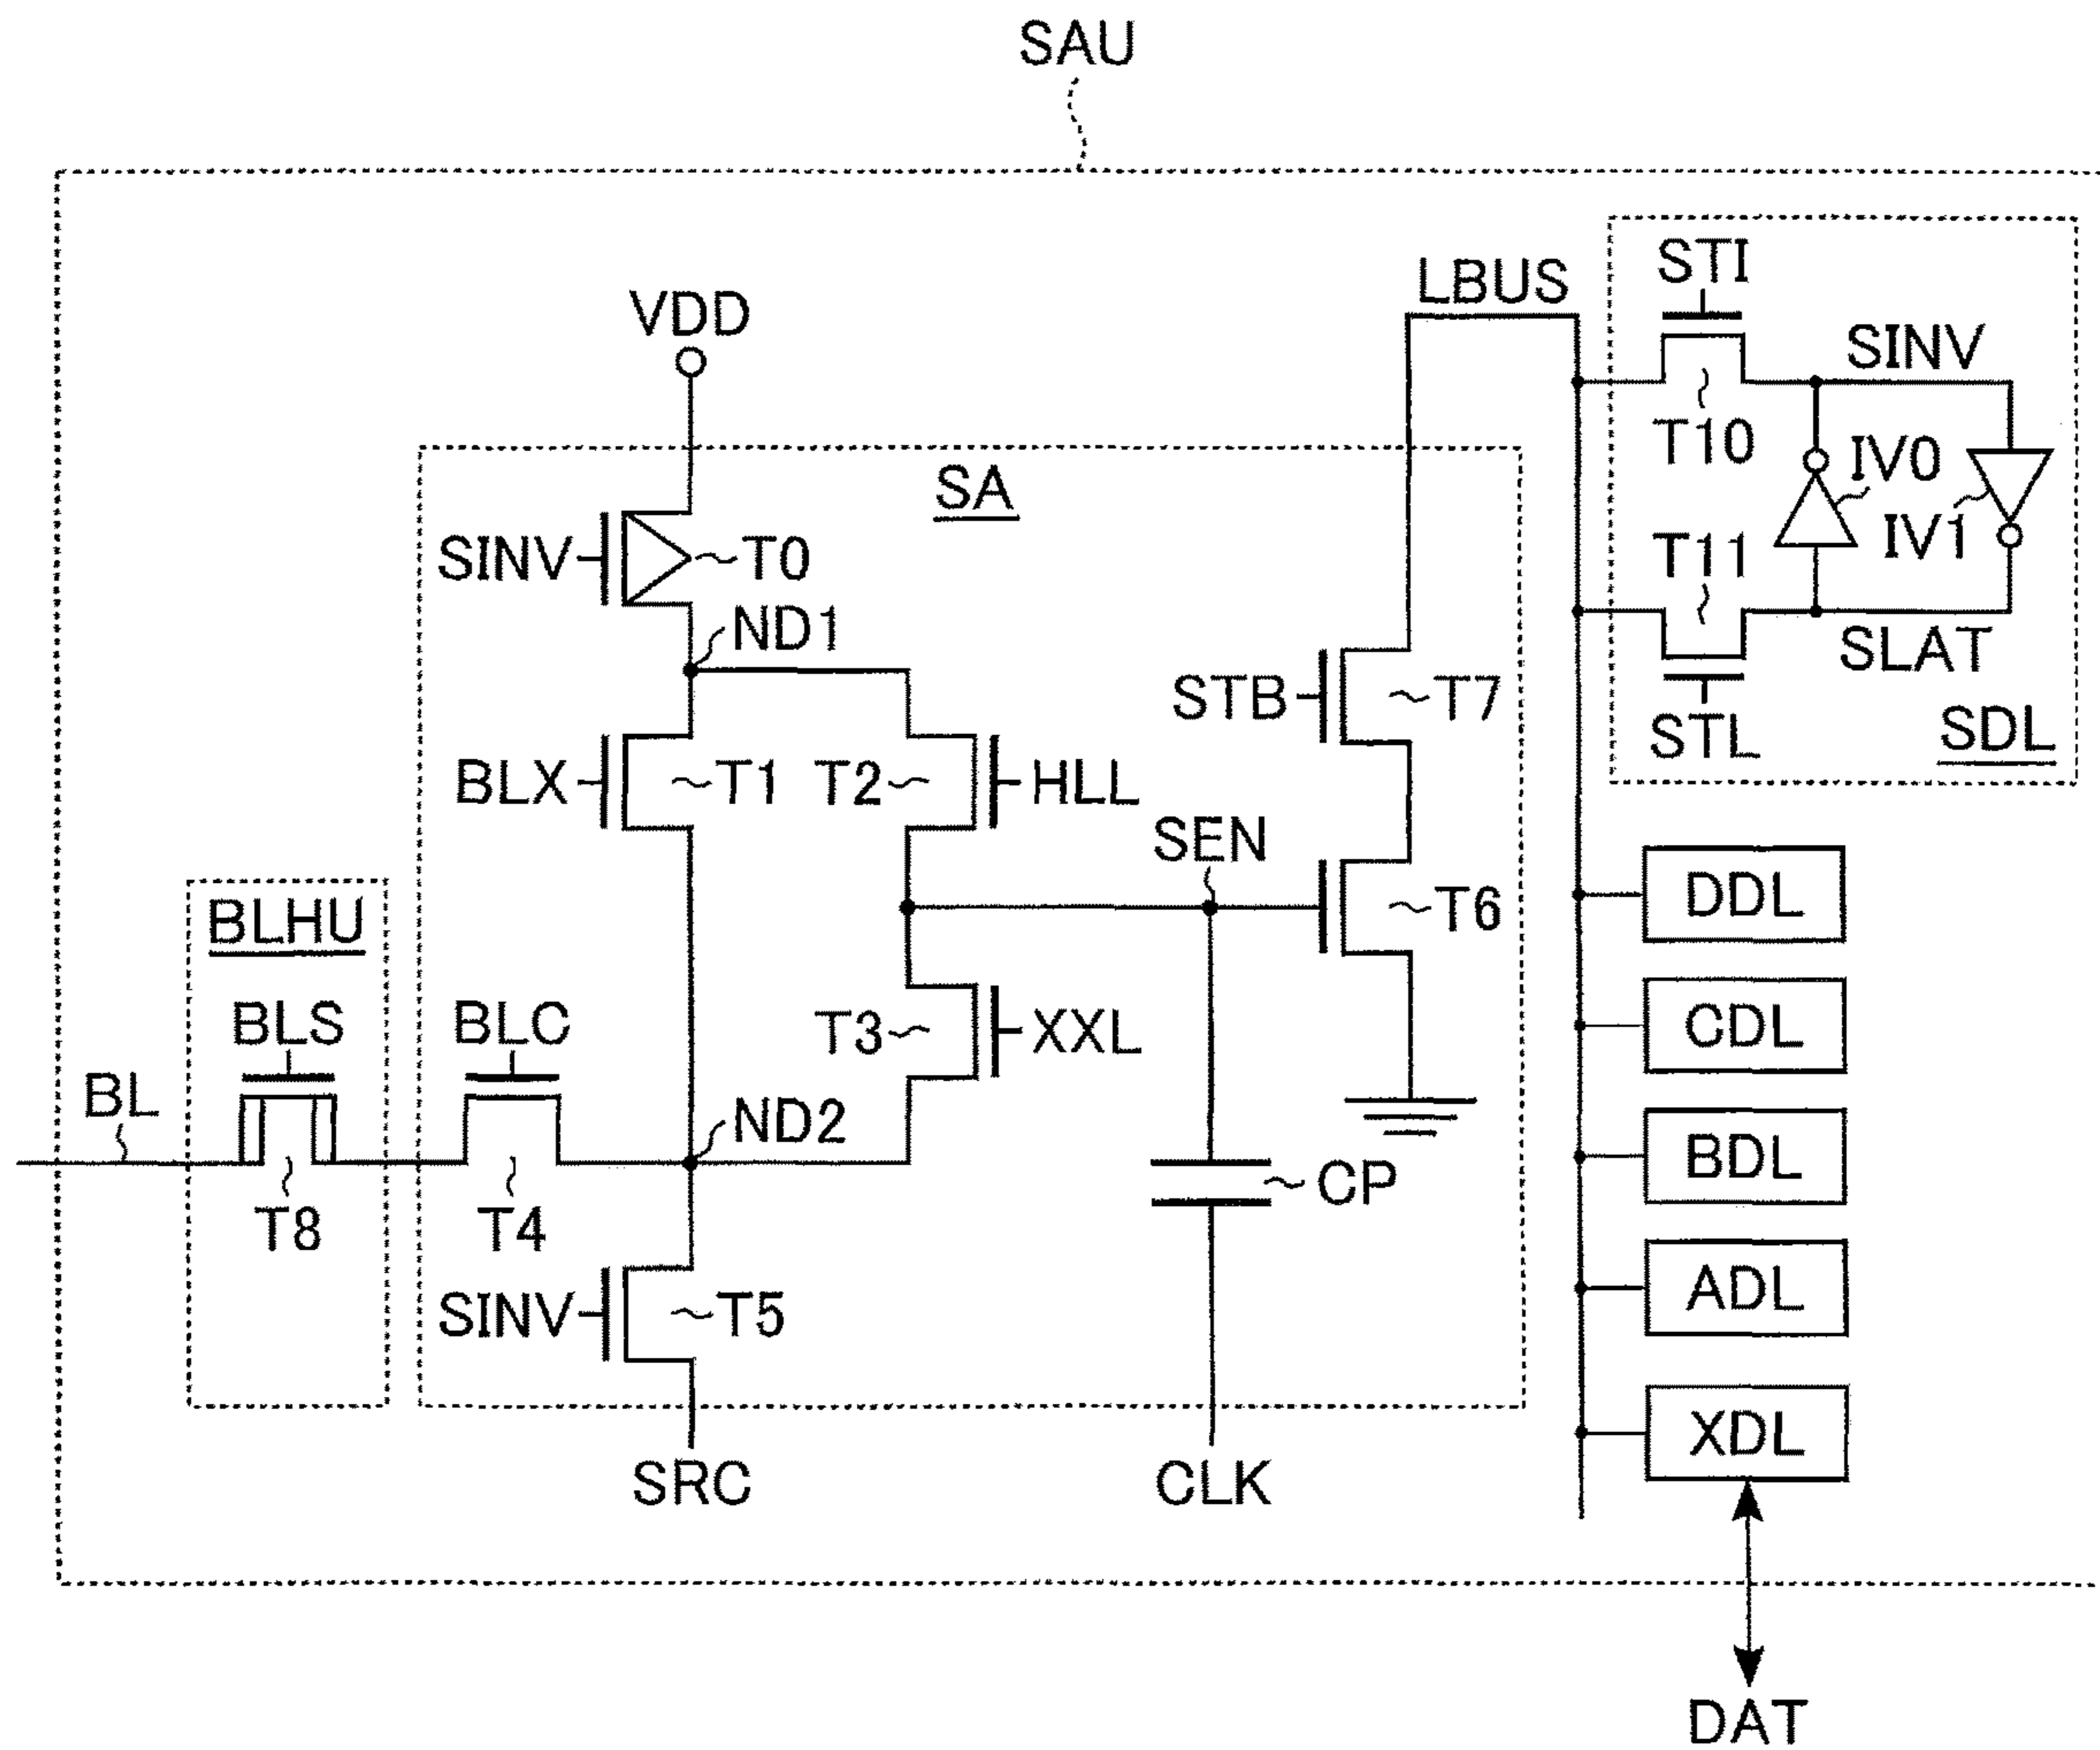 SAU
VDD
LBUS
STI
SINV
T10
IV0
IV1
T11
SLAT
STL
SDL
SA
SINV
T0
ND1
BLX
T1
T2
HLL
STB
T7
SEN
T6
BLHU
BLS
BL
T8
BLC
T4
T3
XXL
ND2
CP
SINV
T5
SRC
CLK
DDL
CDL
BDL
ADL
XDL
DAT